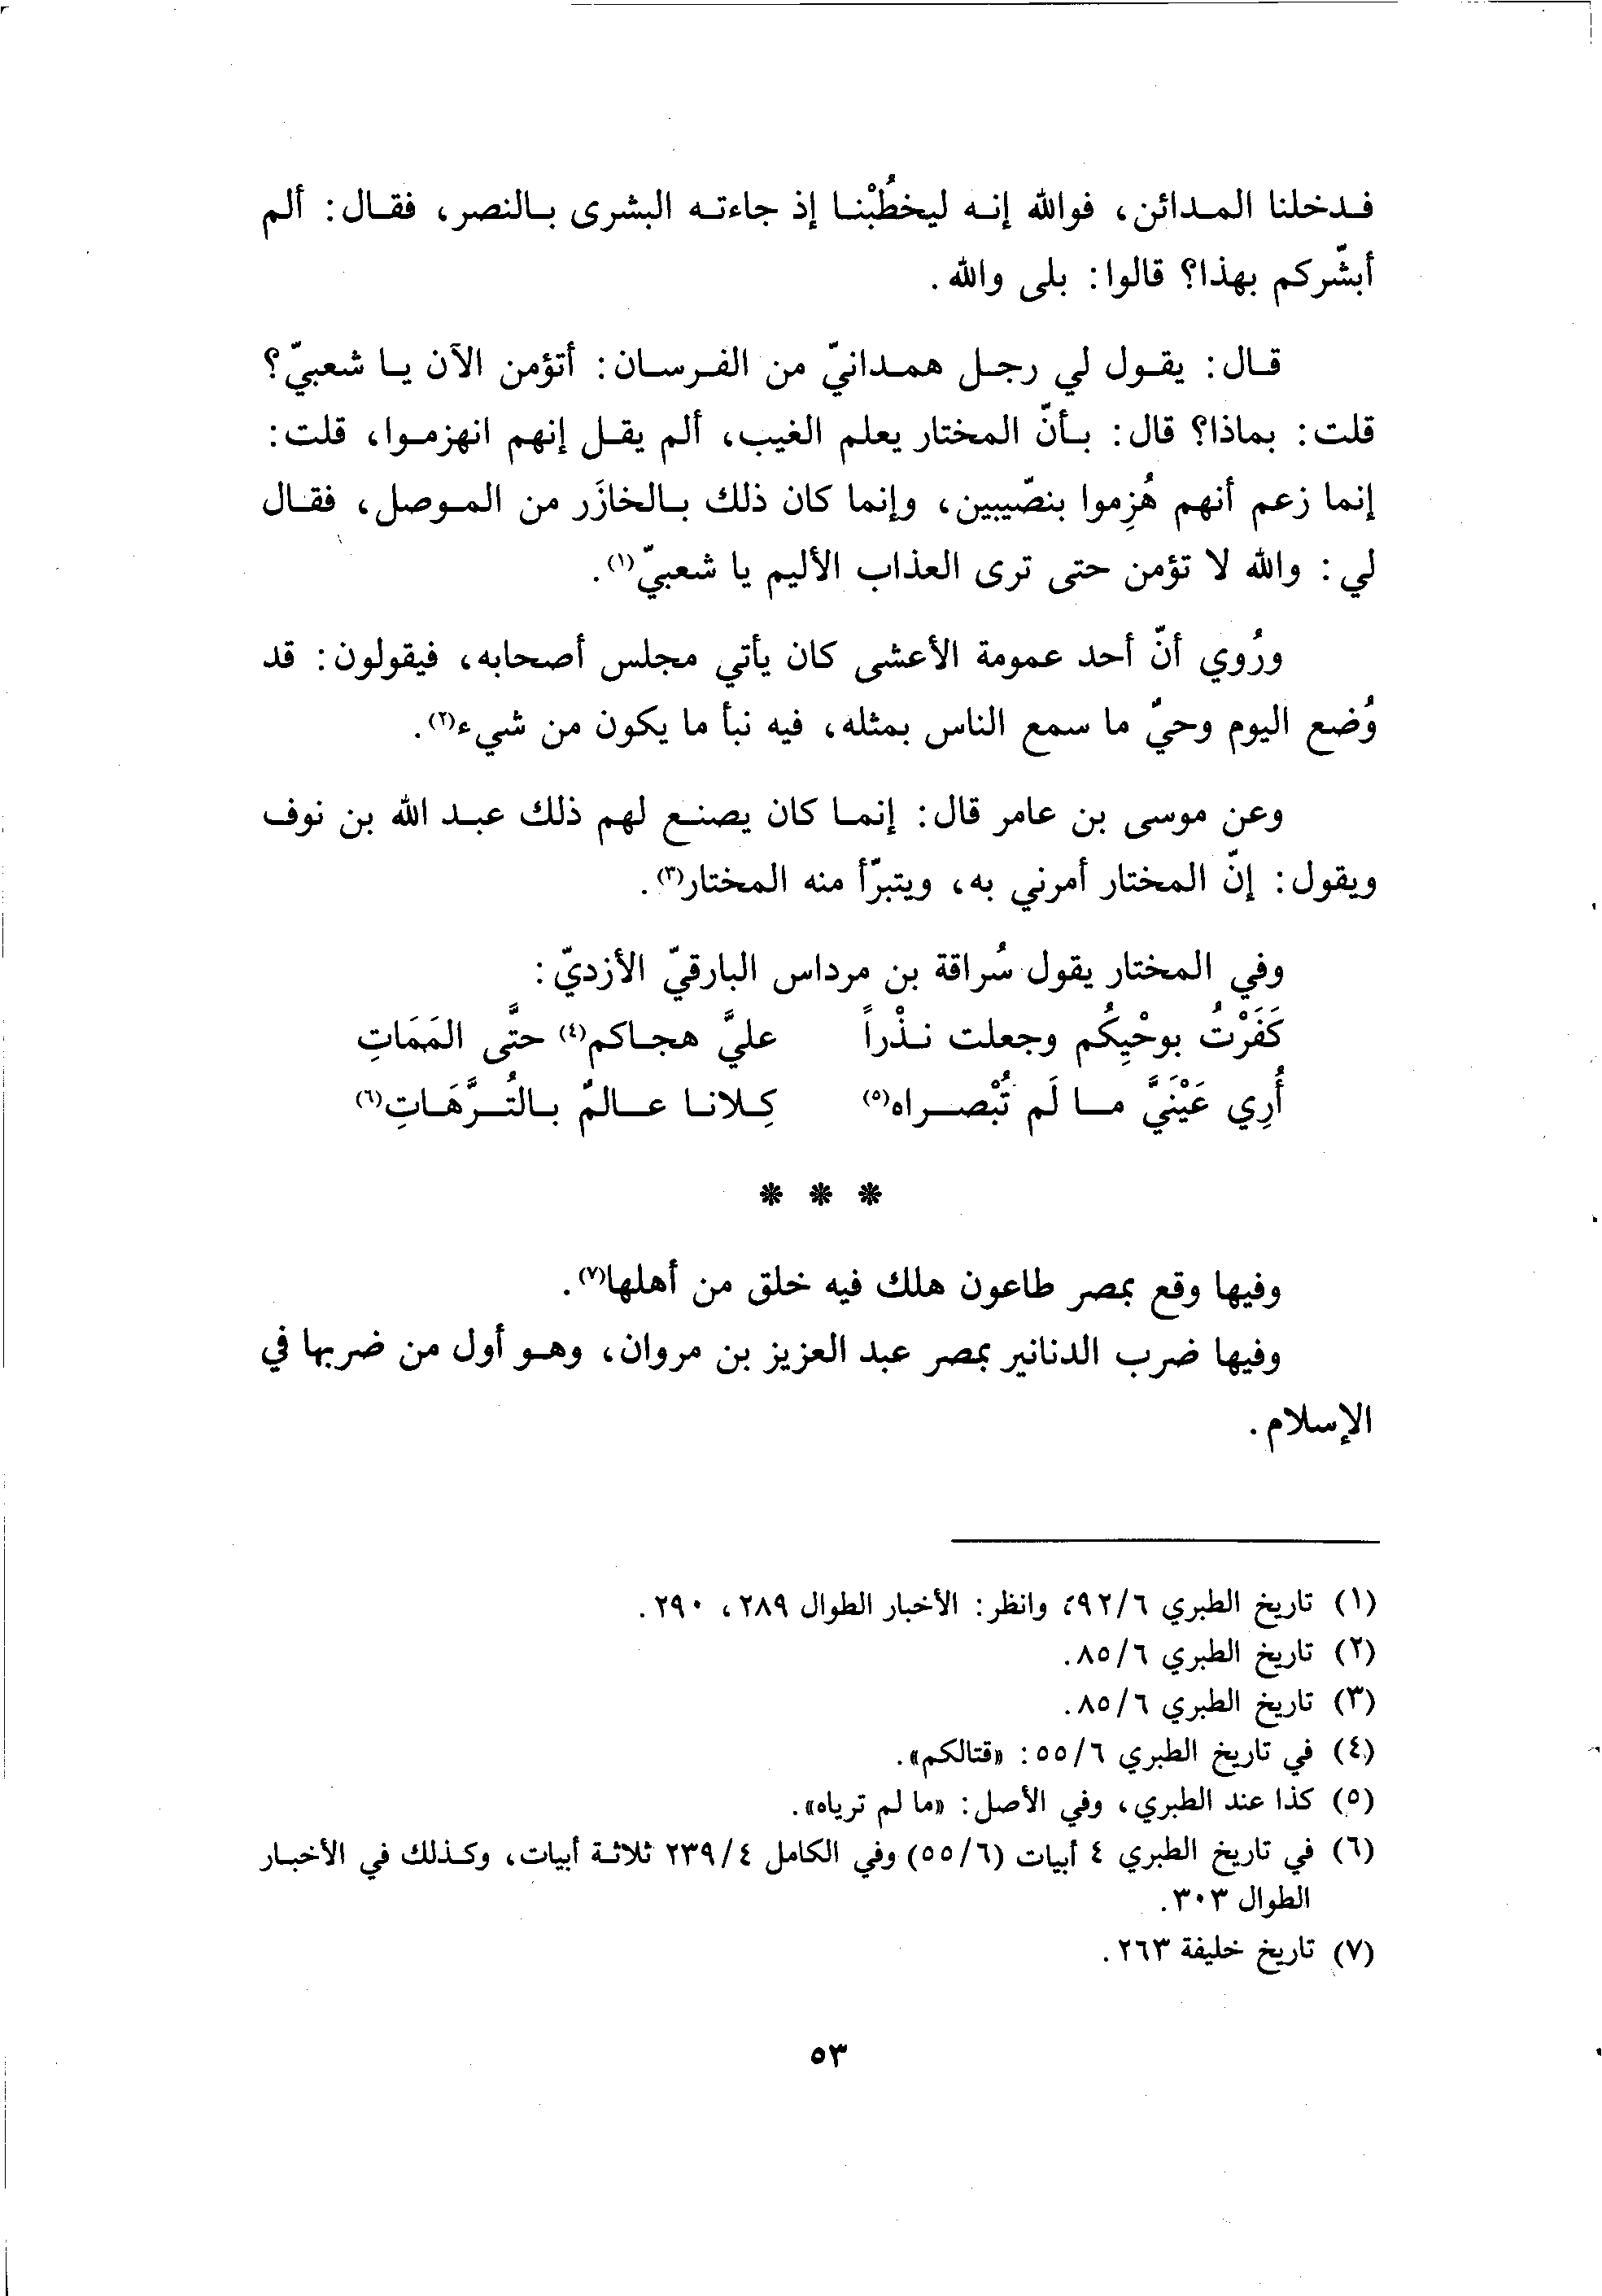 فدخلنا المدائن، فوالله إنه ليخطُبْنا إذ جاءته البشرى بالنصر، فقال: ألم
أبشّركم بهذا؟ قالوا: بلى والله.
قال: يقول لي رجل همدانيّ من الفرسان: أتؤمن الآن يا شعبيّ؟
قلت: بماذا؟ قال: بأنّ المختار يعلم الغيب، ألم يقل إنهم انهزموا، قلت:
إنما زعم أنهم هُزِموا بنصّيبين، وإنما كان ذلك بالخازَر من الموصل، فقال
لي: والله لا تؤمن حتى ترى العذاب الأليم يا شعبيّ(١).
ورُوي أنّ أحد عمومة الأعشى كان يأتي مجلس أصحابه، فيقولون: قد
وُضع اليوم وحيٌ ما سمع الناس بمثله، فيه نبأ ما يكون من شيء(٢).
وعن موسى بن عامر قال: إنما كان يصنع لهم ذلك عبد الله بن نوف
ويقول: إنّ المختار أمرني به، ويتبرّأ منه المختار(٣).
وفي المختار يقول سُراقة بن مرداس البارقيّ الأزديّ:
كَفَرْتُ بوحْيِكُم وجعلت نذْراً عليَّ هجاكم(٤) حتَّى المَمَاتِ
أُرِي عَيْنَيَّ ما لَم تُبْصراه(٥) كِلانا عالمٌ بالتُرَّهَاتِ(٦)
* * *
وفيها وقع بمصر طاعون هلك فيه خلق من أهلها(٧).
وفيها ضرب الدنانير بمصر عبد العزيز بن مروان، وهو أول من ضربها في
الإسلام.
(١) تاريخ الطبري ٩٢/٦؛ وانظر: الأخبار الطوال ٢٨٩، ٢٩٠.
(٢) تاريخ الطبري ٨٥/٦.
(٣) تاريخ الطبري ٨٥/٦.
(٤) في تاريخ الطبري ٥٥/٦: «قتالكم».
(٥) كذا عند الطبري، وفي الأصل: «ما لم ترياه».
(٦) في تاريخ الطبري ٤ أبيات (٥٥/٦) وفي الكامل ٢٣٩/٤ ثلاثة أبيات، وكذلك في الأخبار
الطوال ٣٠٣.
(٧) تاريخ خليفة ٢٦٣.
٥٣